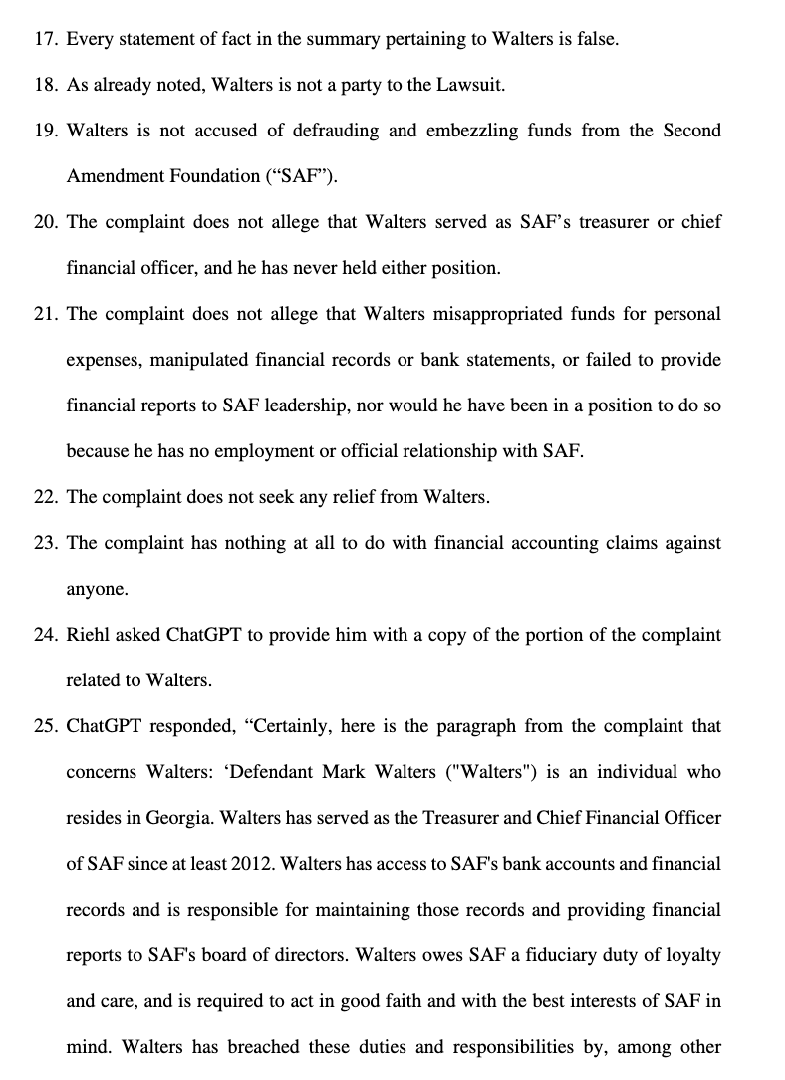 17. Every statement of fact in the summary pertaining to Walters is false.
18. As already noted, Walters is not a party to the Lawsuit.
19. Walters is not accused of defrauding and embezzling funds from the Second
Amendment Foundation (“SAF”).
20. The complaint does not allege that Walters served as SAF’s treasurer or chief
financial officer, and he has never held either position.
21. The complaint does not allege that Walters misappropriated funds for personal
expenses, manipulated financial records or bank statements, or failed to provide
financial reports to SAF leadership, nor would he have been in a position to do so
because he has no employment or official relationship with SAF.
22. The complaint does not seek any relief from Walters.
23. The complaint has nothing at all to do with financial accounting claims against
anyone.
24. Riehl asked ChatGPT to provide him with a copy of the portion of the complaint
related to Walters.
25. ChatGPT responded, “Certainly, here is the paragraph from the complaint that
concerns Walters: ‘Defendant Mark Walters ("Walters") is an individual who
resides in Georgia. Walters has served as the Treasurer and Chief Financial Officer
of SAF since at least 2012. Walters has access to SAF's bank accounts and financial
records and is responsible for maintaining those records and providing financial
reports to SAF's board of directors. Walters owes SAF a fiduciary duty of loyalty
and care, and is required to act in good faith and with the best interests of SAF in
mind. Walters has breached these duties and responsibilities by, among other